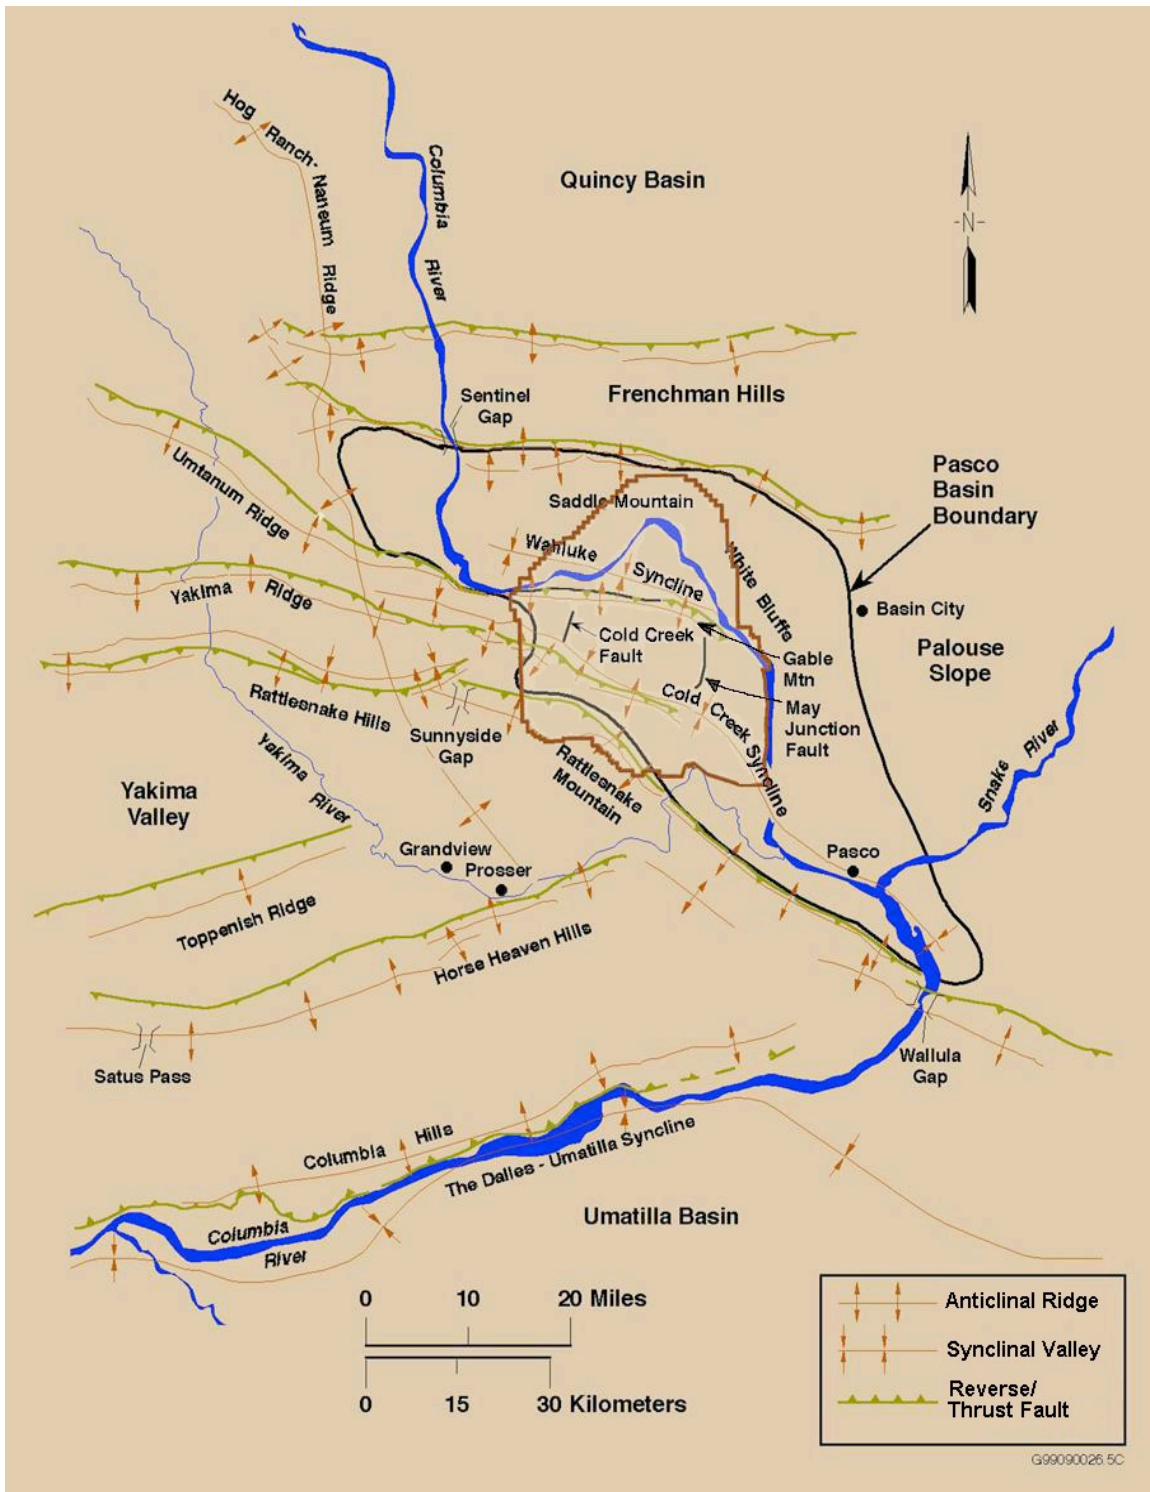 Hog Ranch-Naneum Ridge
Columbia River
Quincy Basin
-N-
Sentinel
Gap
Frenchman Hills
Umtanum Ridge
Saddle Mountain
Pasco
Basin
Boundary
Wahluke Syncline
White Bluffs
Yakima Ridge
Basin City
Cold Creek
Fault
Palouse
Slope
Gable
Mtn
Cold Creek Syncline
May
Junction
Fault
Rattlesnake Hills
Sunnyside
Gap
Snake River
Yakima River
Rattlesnake
Mountain
Yakima
Valley
Grandview
Prosser
Pasco
Toppenish Ridge
Horse Heaven Hills
Satus Pass
Wallula
Gap
Columbia Hills
The Dalles - Umatilla Syncline
Columbia
River
Umatilla Basin
0 10 20 Miles
0 15 30 Kilometers
Anticlinal Ridge
Synclinal Valley
Reverse/
Thrust Fault
G99090026.5C